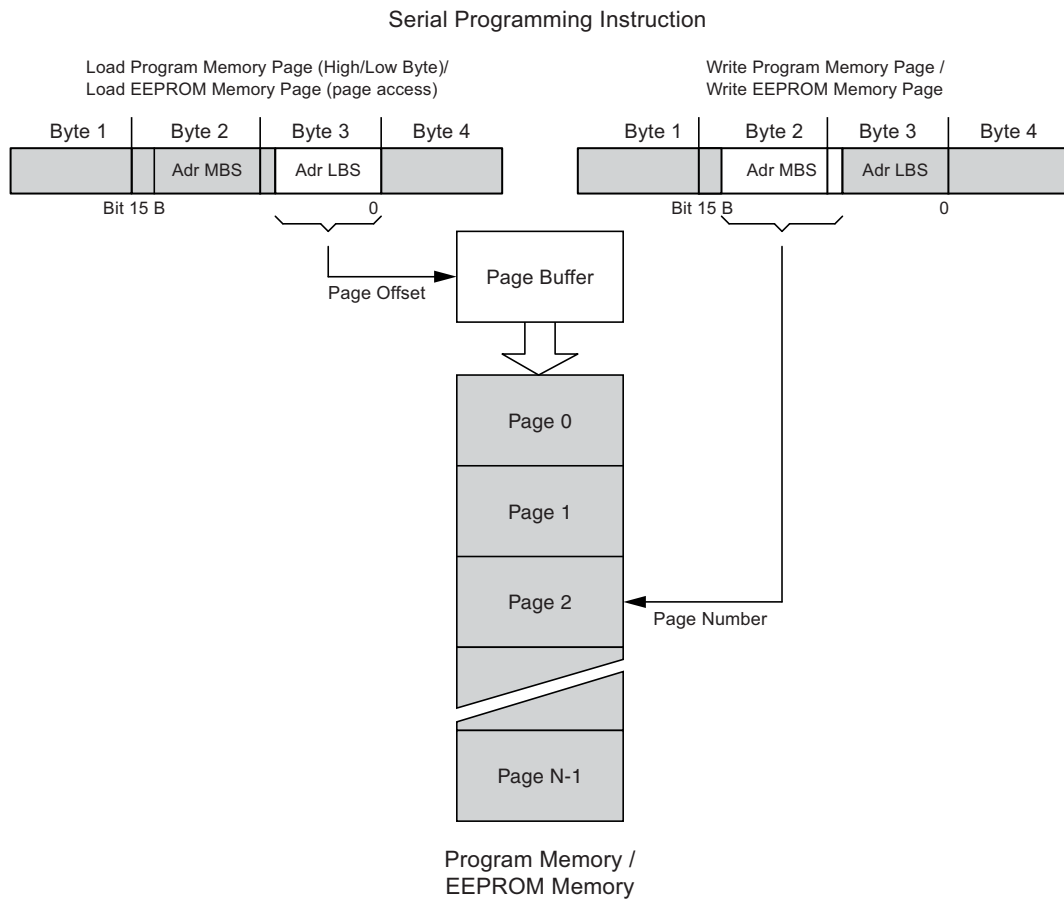 Serial Programming Instruction
Load Program Memory Page (High/Low Byte)/
Load EEPROM Memory Page (page access)
Write Program Memory Page /
Write EEPROM Memory Page
Byte 1 Byte 2 Byte 3 Byte 4
Byte 1 Byte 2 Byte 3 Byte 4
Adr MBS Adr LBS
Adr MBS Adr LBS
Bit 15 B 0
Bit 15 B 0
Page Offset
Page Buffer
Page 0
Page 1
Page 2
Page Number
Page N-1
Program Memory /
EEPROM Memory